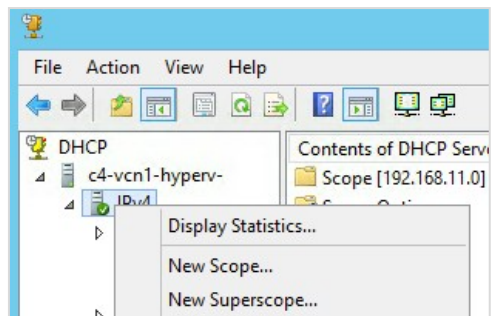 File Action View Help
DHCP
Contents of DHCP Serv
c4-vcn1-hyperv-
Scope [192.168.11.0]
IPv4
Display Statistics...
New Scope...
New Superscope...